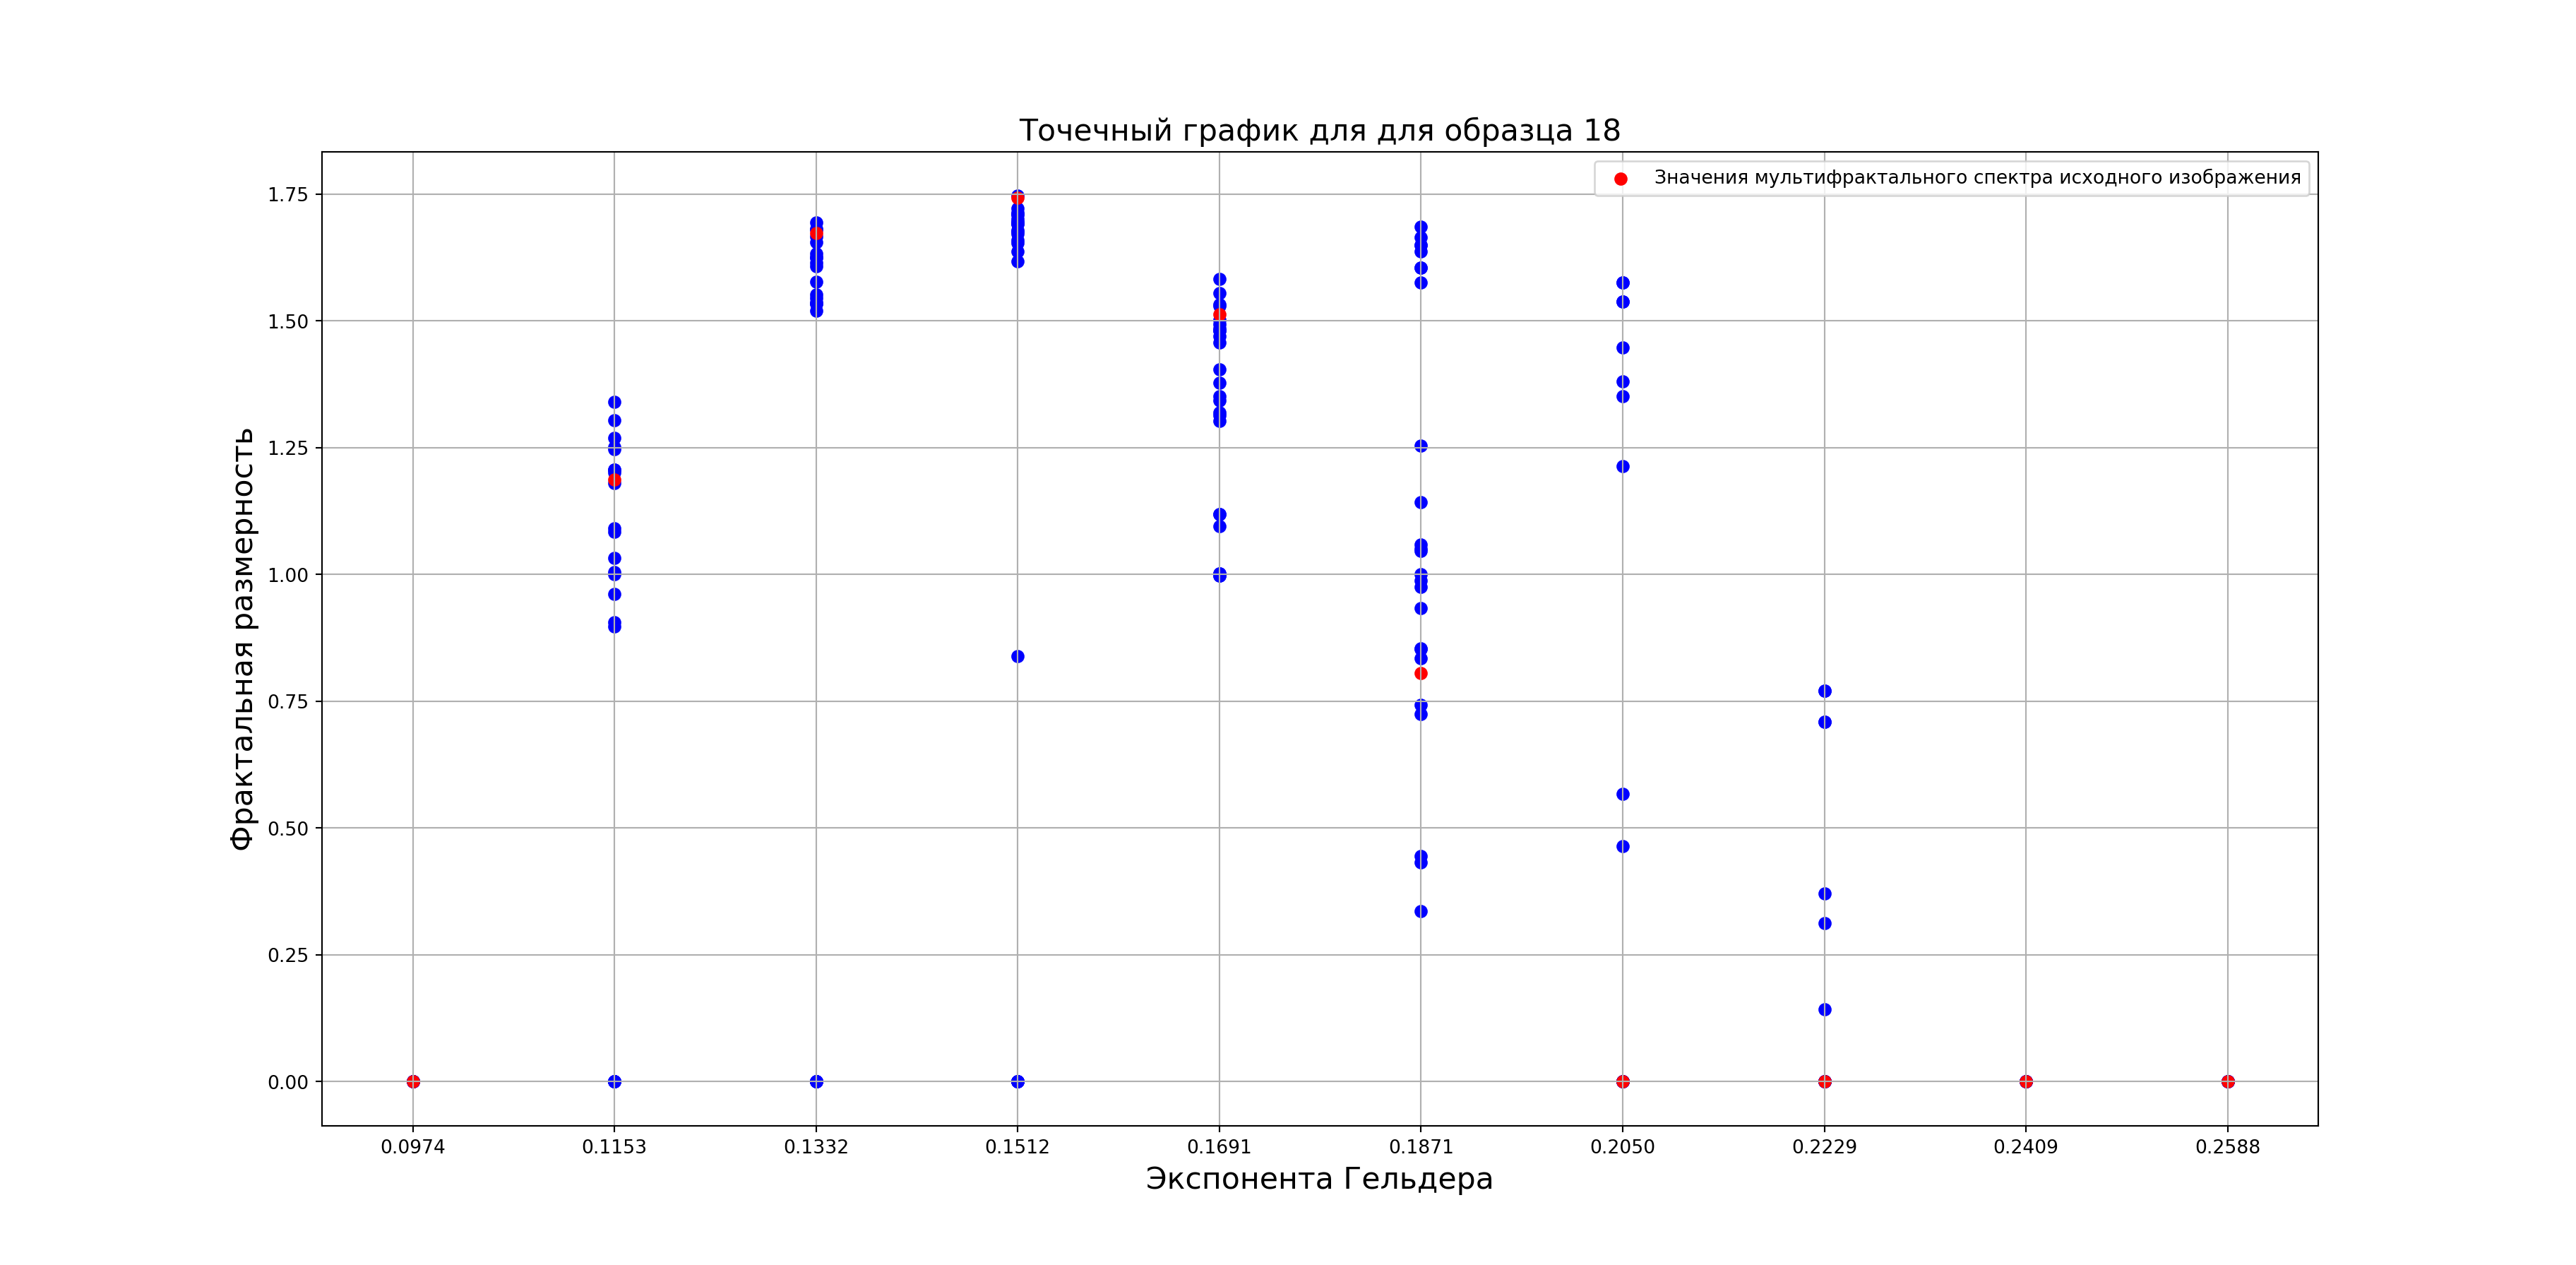 Точечный график для для образца 18
Значения мультифрактального спектра исходного изображения
Фрактальная размерность
1.75
1.50
1.25
1.00
0.75
0.50
0.25
0.00
0.0974 0.1153 0.1332 0.1512 0.1691 0.1871 0.2050 0.2229 0.2409 0.2588
Экспонента Гельдера